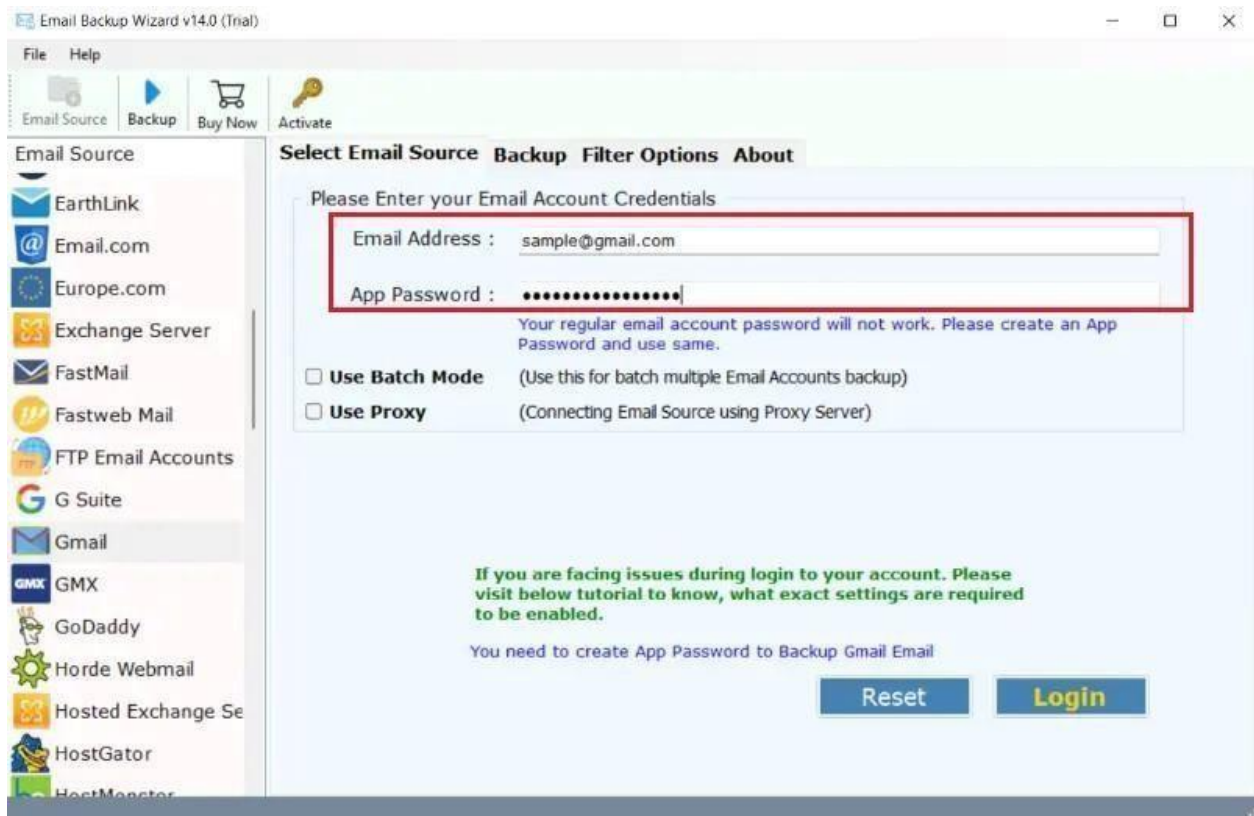 Email Backup Wizard v14.0 (Trial)
File Help
Email Source Backup Buy Now Activate
Email Source
EarthLink
Email.com
Europe.com
Exchange Server
FastMail
Fastweb Mail
FTP Email Accounts
G Suite
Gmail
GMX GMX
GoDaddy
Horde Webmail
Hosted Exchange Se
HostGator
HostMonster
Select Email Source Backup Filter Options About
Please Enter your Email Account Credentials
Email Address : sample@gmail.com
App Password : ••••••••••••••••
Your regular email account password will not work. Please create an App
Password and use same.
Use Batch Mode (Use this for batch multiple Email Accounts backup)
Use Proxy (Connecting Email Source using Proxy Server)
If you are facing issues during login to your account. Please
visit below tutorial to know, what exact settings are required
to be enabled.
You need to create App Password to Backup Gmail Email
Reset Login